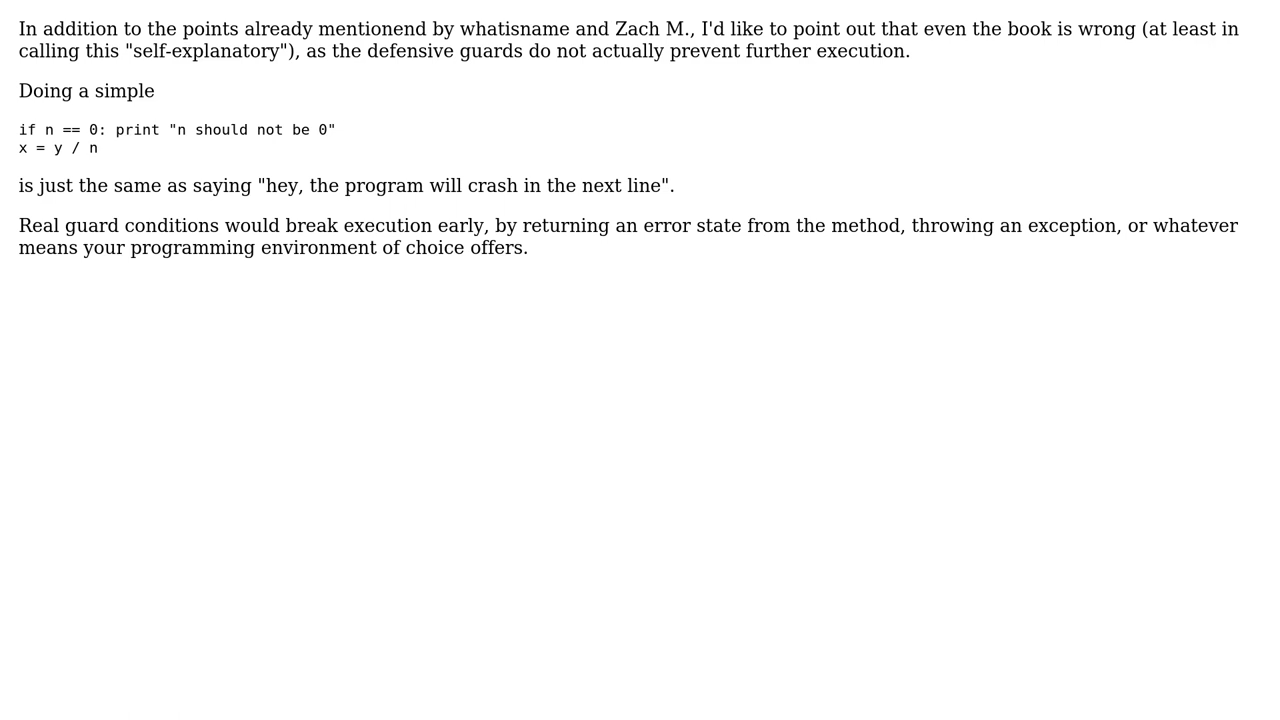 In addition to the points already mentionend by whatisname and Zach M., I'd like to point out that even the book is wrong (at least in
calling this "self-explanatory"), as the defensive guards do not actually prevent further execution.
Doing a simple
if n == 0: print "n should not be 0"
x = y / n
is just the same as saying "hey, the program will crash in the next line".
Real guard conditions would break execution early, by returning an error state from the method, throwing an exception, or whatever
means your programming environment of choice offers.